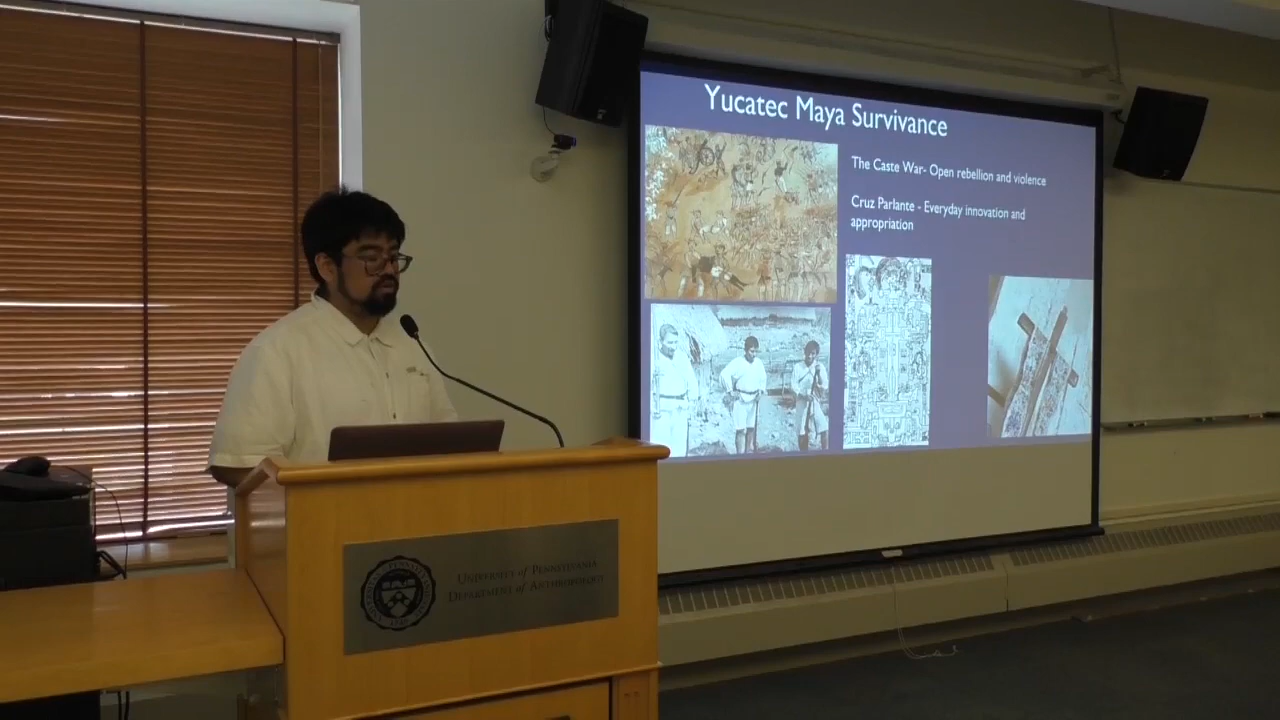 Yucatec Maya Survivance
The Caste War- Open rebellion and violence
Cruz Parlante - Everyday innovation and
appropriation
University of Pennsylvania
Department of Anthropology